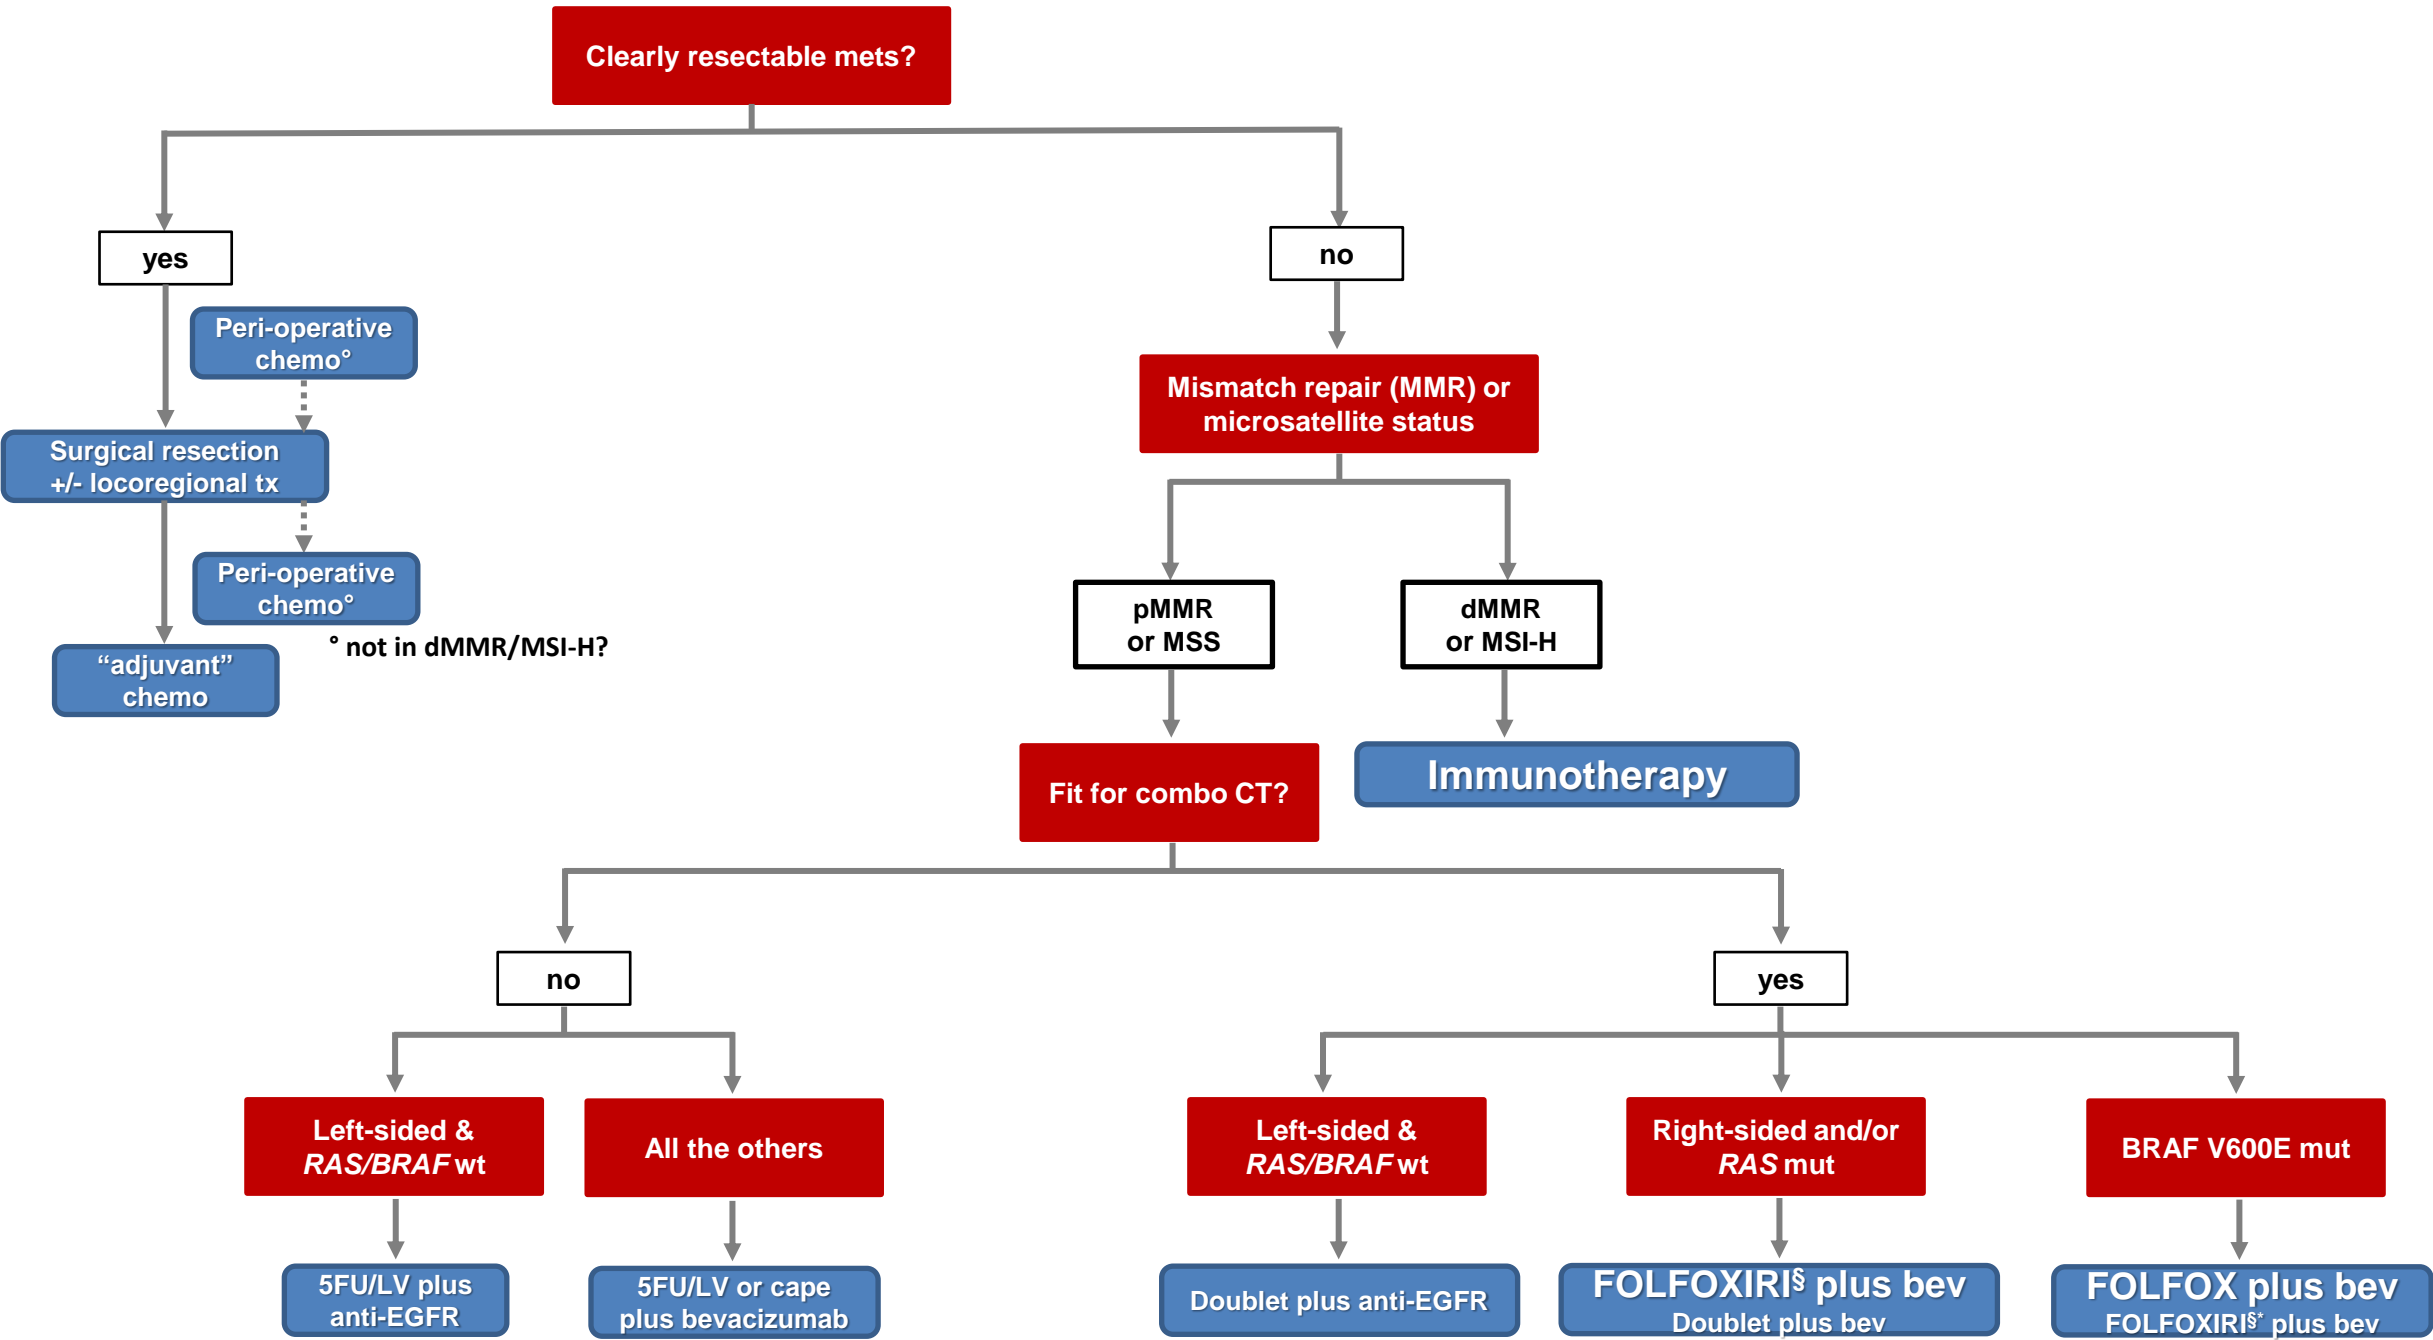 Clearly resectable mets?
yes
no
Peri-operative
chemo°
Surgical resection
+/- locoregional tx
Peri-operative
chemo°
° not in dMMR/MSI-H?
“adjuvant”
chemo
Mismatch repair (MMR) or
microsatellite status
pMMR
or MSS
dMMR
or MSI-H
Fit for combo CT?
Immunotherapy
no
yes
Left-sided &
RAS/BRAF wt
All the others
Left-sided &
RAS/BRAF wt
Right-sided and/or
RAS mut
BRAF V600E mut
5FU/LV plus
anti-EGFR
5FU/LV or cape
plus bevacizumab
Doublet plus anti-EGFR
FOLFOXIRI§ plus bev
Doublet plus bev
FOLFOX plus bev
FOLFOXIRI§* plus bev